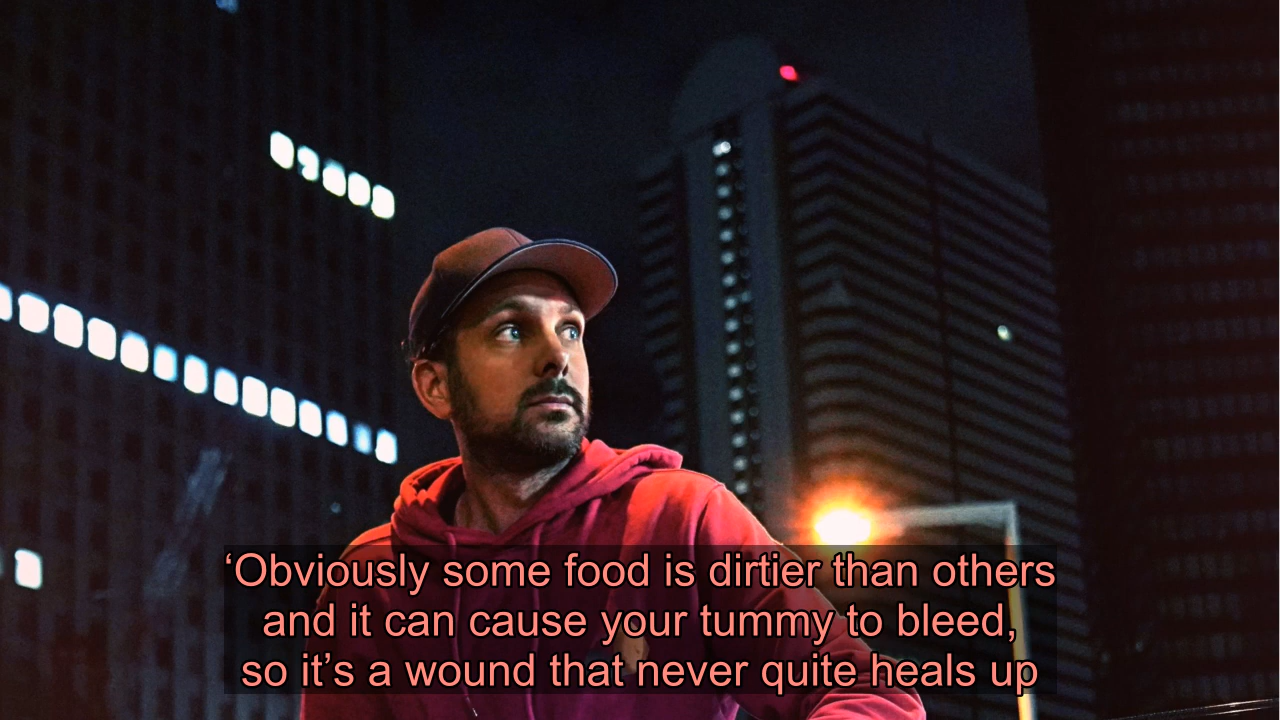 ‘Obviously some food is dirtier than others
and it can cause your tummy to bleed,
so it’s a wound that never quite heals up